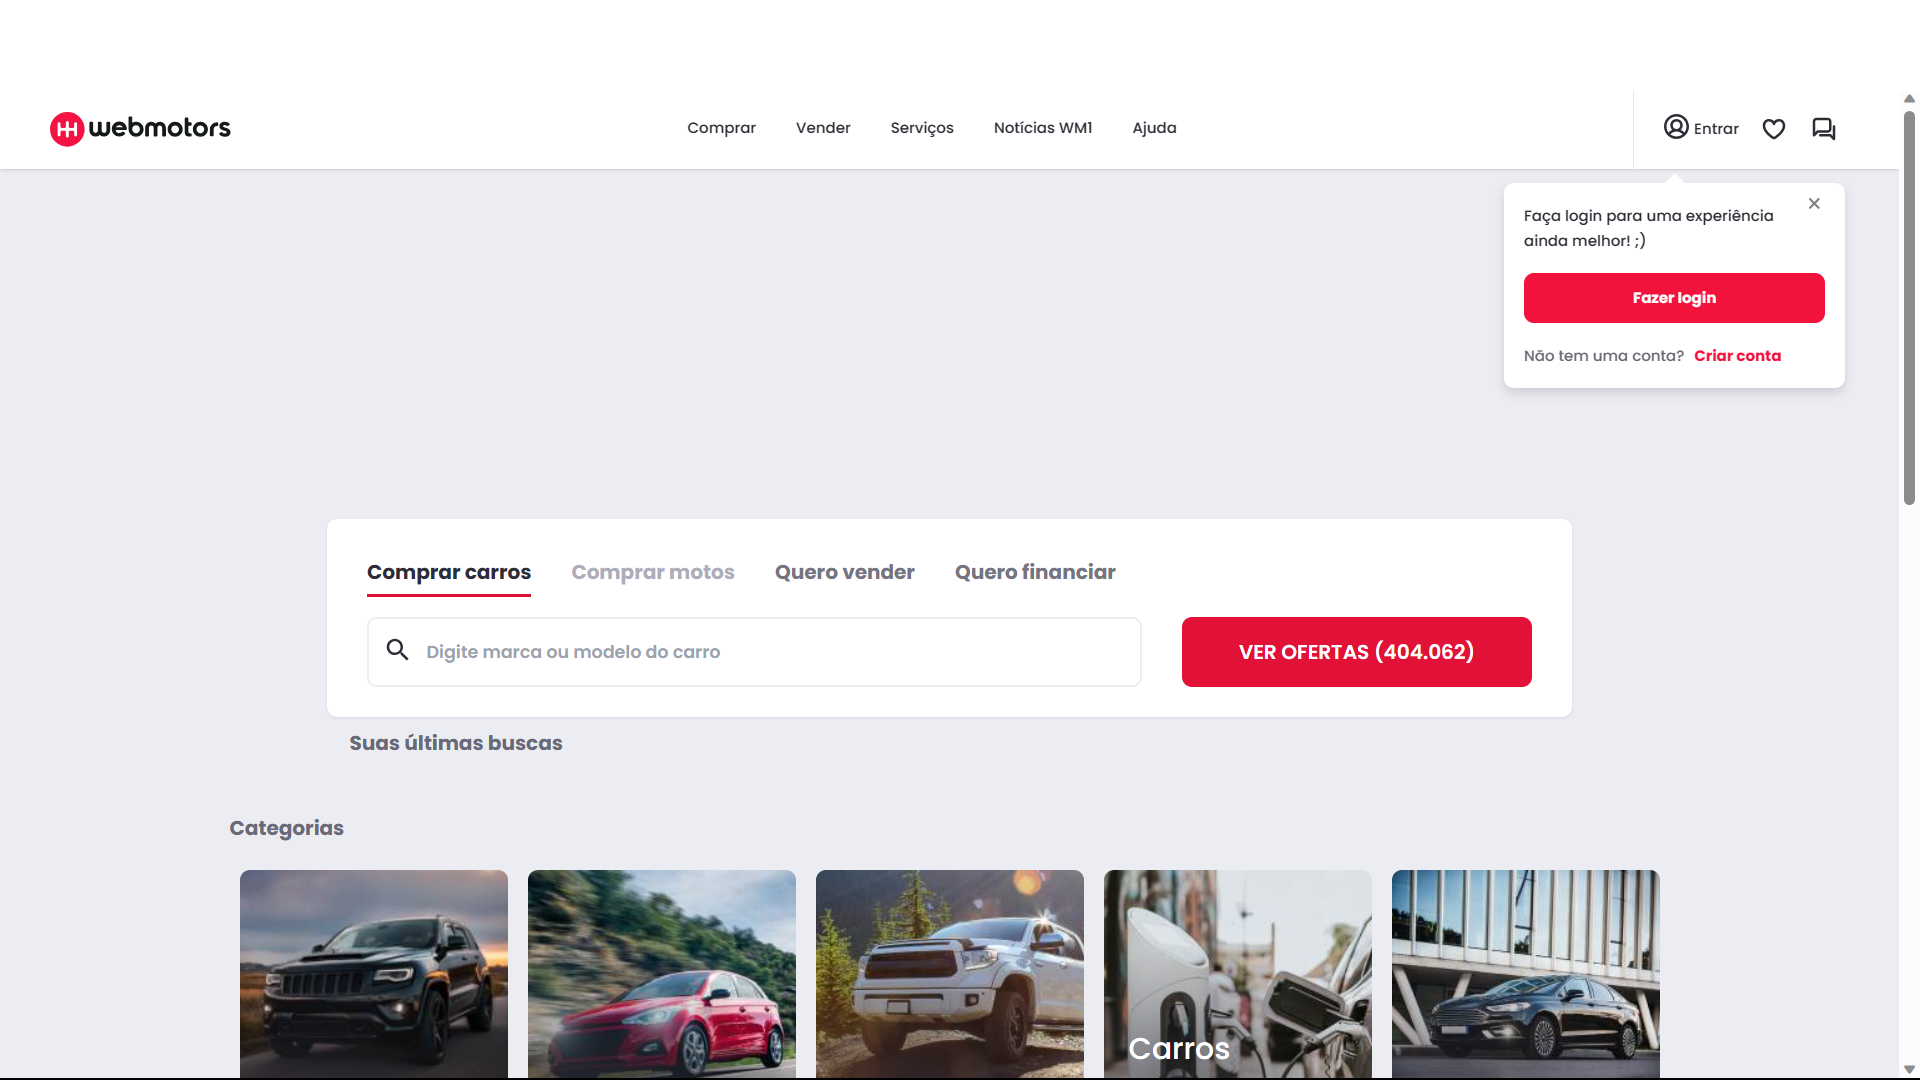 webmotors
Comprar Vender Serviços Notícias WM1 Ajuda
Entrar
Faça login para uma experiência
ainda melhor! ;)
Fazer login
Não tem uma conta? Criar conta
Comprar carros Comprar motos Quero vender Quero financiar
Digite marca ou modelo do carro
VER OFERTAS (404.062)
Suas últimas buscas
Categorias
Carros